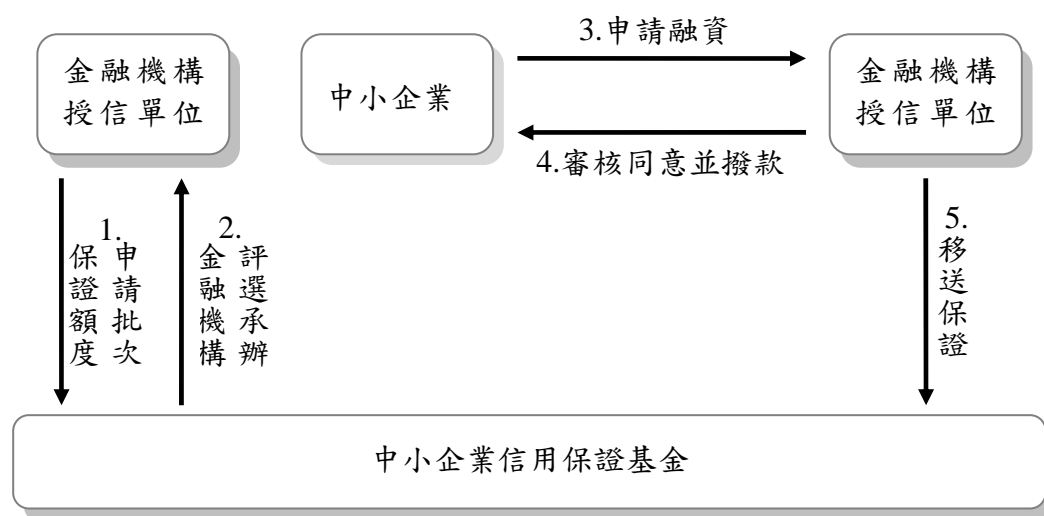 金融機構
授信單位
中小企業
3.申請融資
4.審核同意並撥款
金融機構
授信單位
1.
申請批次
保證額度
2.
評選承辦
金融機構
5.
移送保證
中小企業信用保證基金